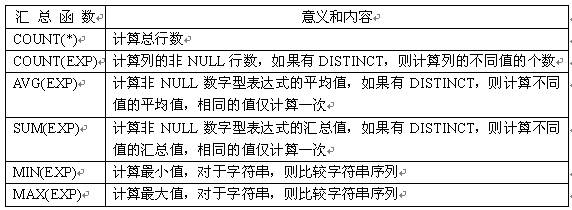 汇 总 函 数 意义和内容
COUNT(*) 计算总行数
COUNT(EXP) 计算列的非 NULL 行数，如果有 DISTINCT，则计算列的不同值的个数
AVG(EXP) 计算非 NULL 数字型表达式的平均值，如果有 DISTINCT，则计算不同
值的平均值，相同的值仅计算一次
SUM(EXP) 计算非 NULL 数字型表达式的汇总值，如果有 DISTINCT，则计算不同
值的汇总值，相同的值仅计算一次
MIN(EXP) 计算最小值，对于字符串，则比较字符串序列
MAX(EXP) 计算最大值，对于字符串，则比较字符串序列